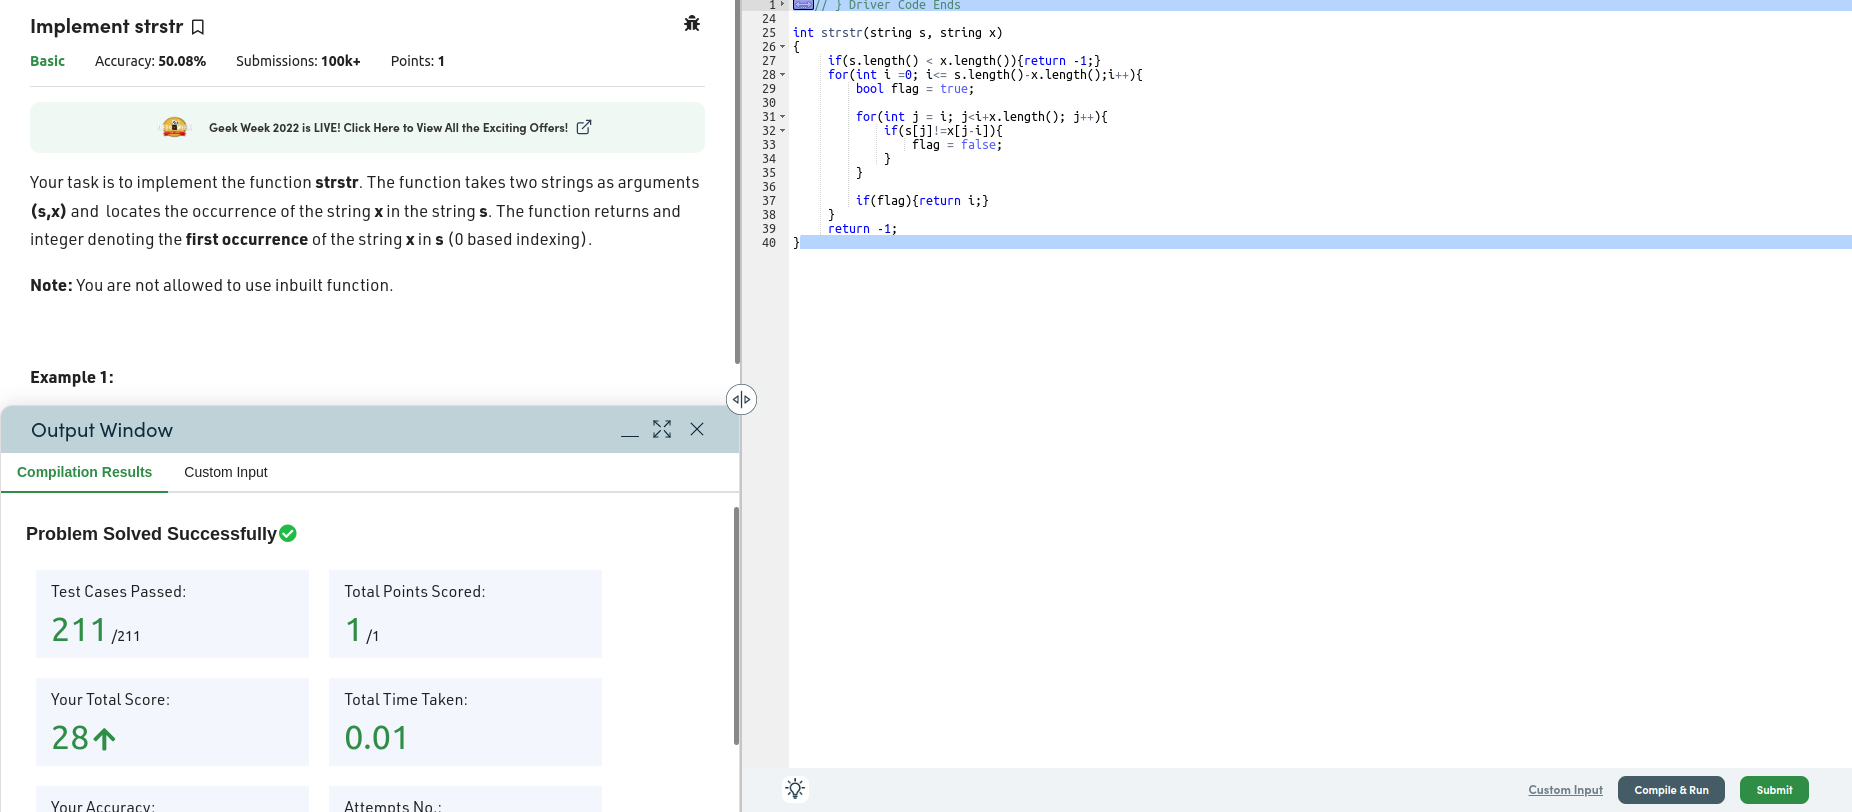 Implement strstr
Basic Accuracy: 50.08% Submissions: 100k+ Points: 1
Geek Week 2022 is LIVE! Click Here to View All the Exciting Offers!
Your task is to implement the function strstr. The function takes two strings as arguments
(s,x) and locates the occurrence of the string x in the string s. The function returns and
integer denoting the first occurrence of the string x in s (0 based indexing).
Note: You are not allowed to use inbuilt function.
Example 1:
Output Window
Compilation Results Custom Input
Problem Solved Successfully
Test Cases Passed:
211 /211
Total Points Scored:
1 /1
Your Total Score:
28
Total Time Taken:
0.01
Your Accuracy:
Attempts No.:
1 // } Driver Code Ends
24
25 int strstr(string s, string x)
26 {
27 if(s.length() < x.length()){return -1;}
28 for(int i =0; i<= s.length()-x.length();i++){
29 bool flag = true;
30
31 for(int j = i; j<i+x.length(); j++){
32 if(s[j]!=x[j-i]){
33 flag = false;
34 }
35 }
36
37 if(flag){return i;}
38 }
39 return -1;
40 }
Custom Input Compile & Run Submit